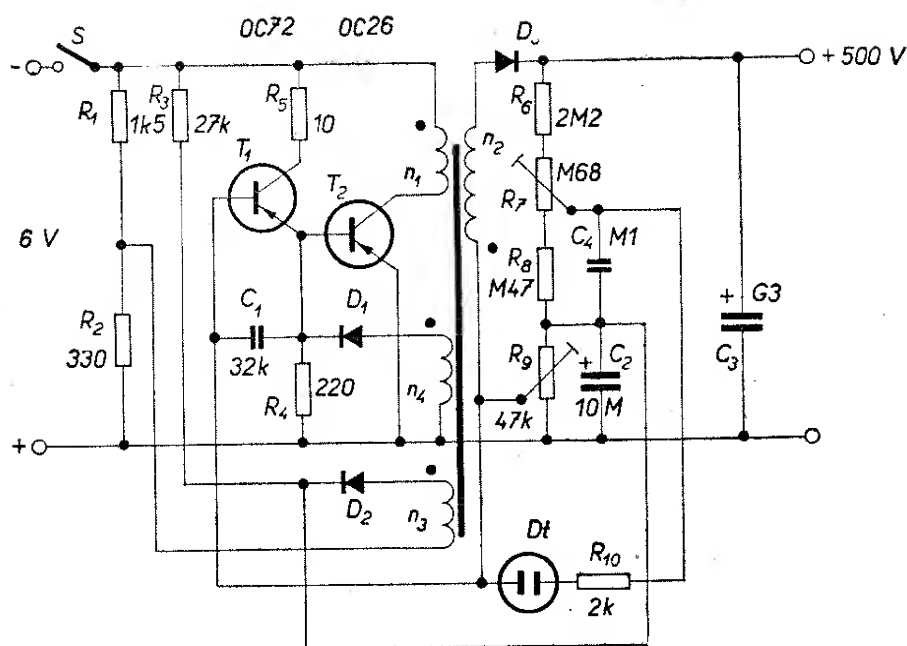 OC72 OC26
S
D₃
+ 500 V
-
R₁
1k5
R₃
27k
R₅
10
R₆
2M2
n₁
n₂
T₁
T₂
M68
R₇
6 V
C₄
M1
R₈
M47
+
G3
C₁
D₁
R₂
330
32k
R₉
+
C₂
C₃
220
R₄
n₄
47k
10 M
+
D₂
n₃
Dt
R₁₀
2k